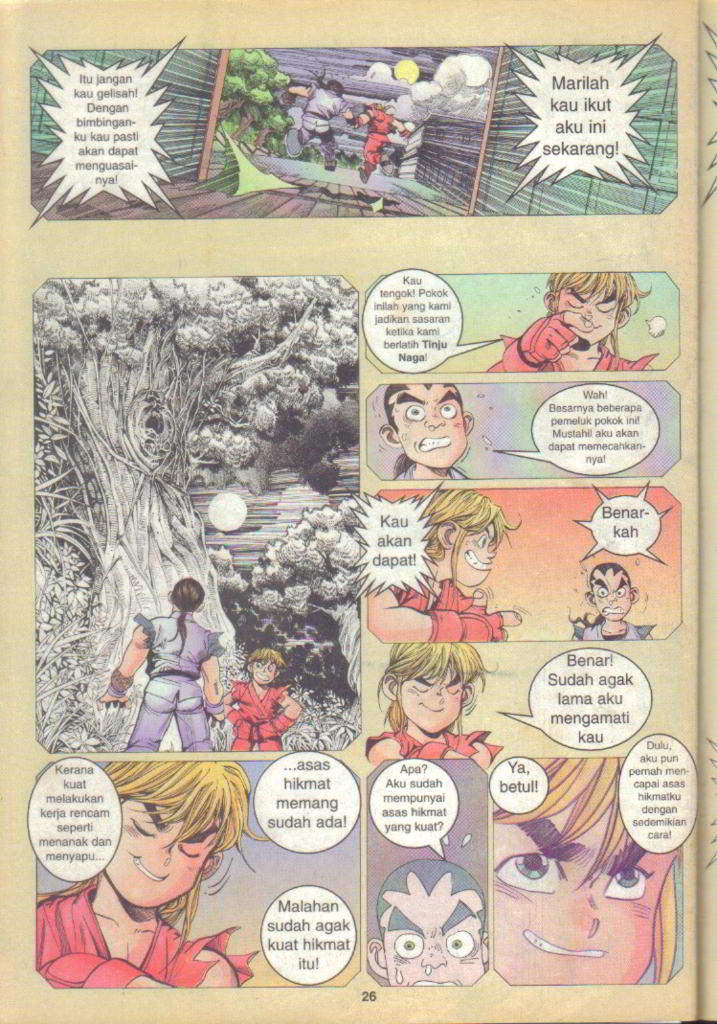 Itu jangan
kau gelisah!
Dengan
bimbingan-
ku kau pasti
akan dapat
menguasai-
nya!
Marilah
kau ikut
aku ini
sekarang!
Kau
tengok! Pokok
inilah yang kami
jadikan sasaran
ketika kami
berlatih Tinju
Naga!
Wah!
Besarnya beberapa
pemeluk pokok ini!
Mustahil aku akan
dapat memecahkan-
nya!
Kau
akan
dapat!
Benar-
kah
Benar!
Sudah agak
lama aku
mengamati
kau
Kerana
kuat
melakukan
kerja rencam
seperti
menanak dan
menyapu...
...asas
hikmat
memang
sudah ada!
Malahan
sudah agak
kuat hikmat
itu!
Apa?
Aku sudah
mempunyai
asas hikmat
yang kuat?
Ya,
betul!
Dulu,
aku pun
pernah men-
capai asas
hikmatku
dengan
sedemikian
cara!
26